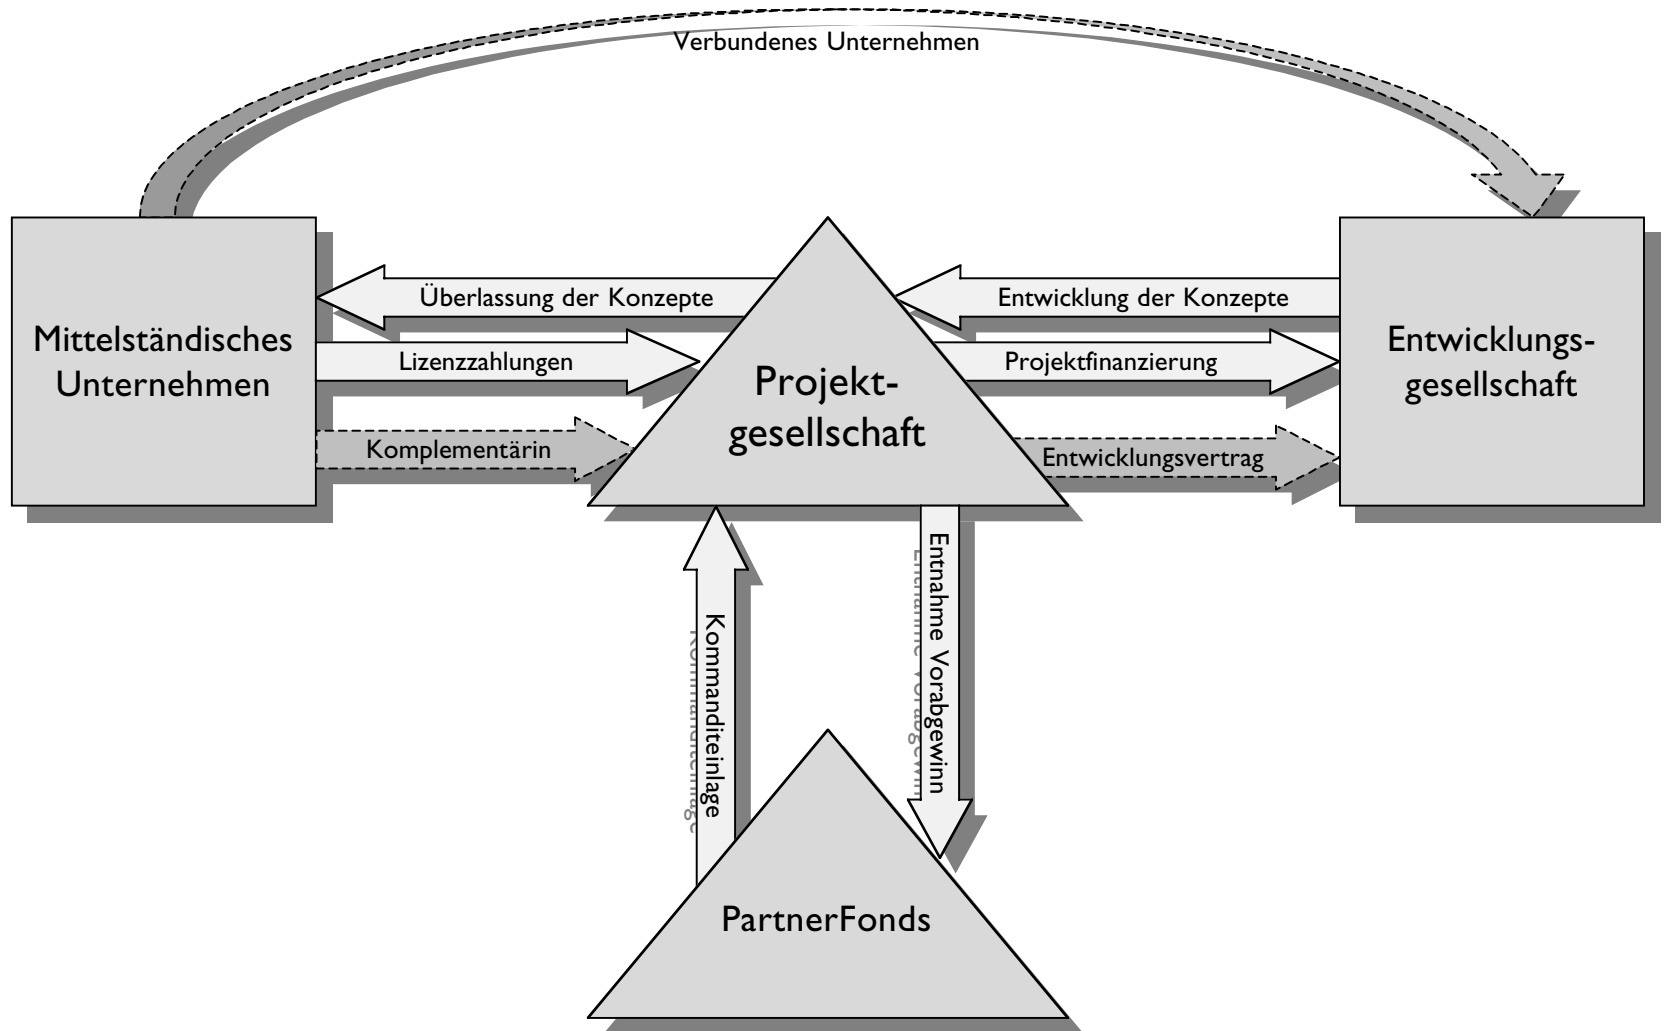 Verbundenes Unternehmen
Mittelständisches
Unternehmen
Überlassung der Konzepte
Lizenzzahlungen
Komplementärin
Projekt-
gesellschaft
Entwicklung der Konzepte
Projektfinanzierung
Entwicklungsvertrag
Entwicklungs-
gesellschaft
Kommanditeinlage
Entnahme Vorabgewinn
PartnerFonds